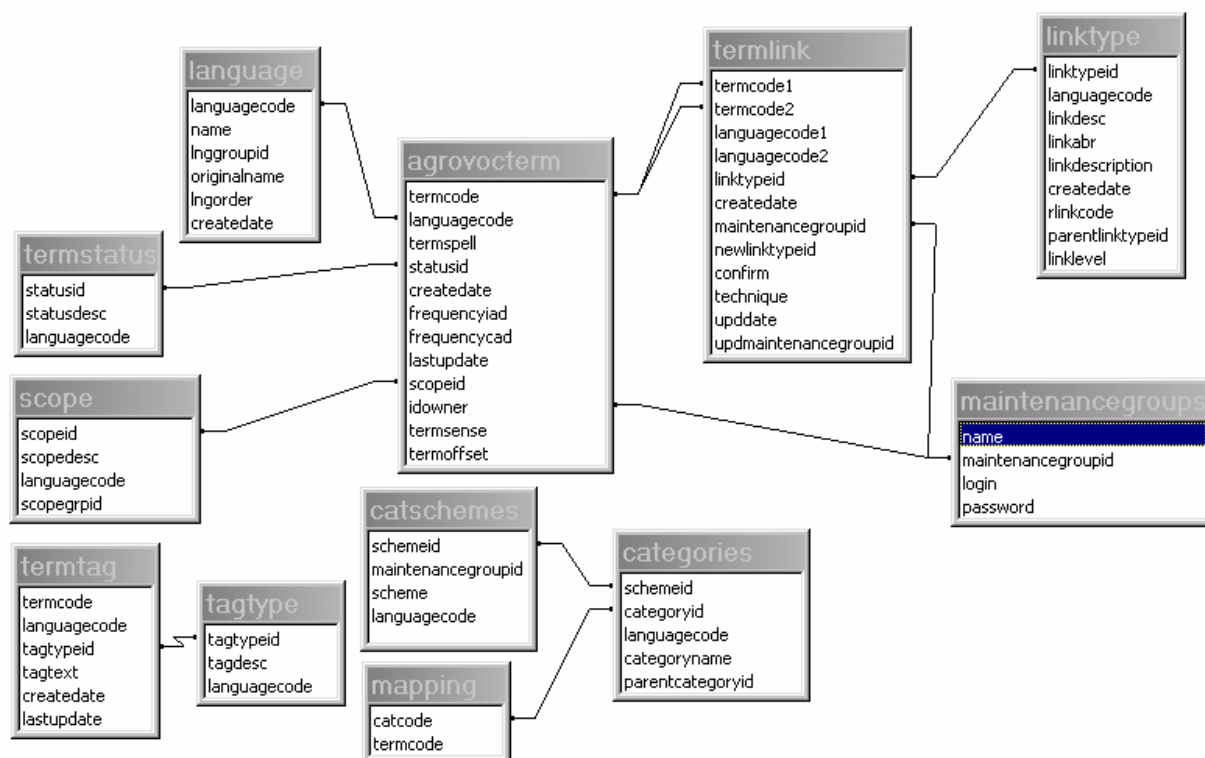 language
languagecode
name
lnggroupid
originalname
lngorder
createdate
termstatus
statusid
statusdesc
languagecode
scope
scopeid
scopedesc
languagecode
scopegrpid
termtag
termcode
languagecode
tagtypeid
tagtext
createdate
lastupdate
tagtype
tagtypeid
tagdesc
languagecode
agrovocterm
termcode
languagecode
termspell
statusid
createdate
frequencyiad
frequencycad
lastupdate
scopeid
idowner
termsense
termoffset
catschemes
schemeid
maintenancegroupid
scheme
languagecode
mapping
catcode
termcode
categories
schemeid
categoryid
languagecode
categoryname
parentcategoryid
termlink
termcode1
termcode2
languagecode1
languagecode2
linktypeid
createdate
maintenancegroupid
newlinktypeid
confirm
technique
upddate
updmaintenancegroupid
linktype
linktypeid
languagecode
linkdesc
linkabr
linkdescription
createdate
rlinkcode
parentlinktypeid
linklevel
maintenancegroups
name
maintenancegroupid
login
password